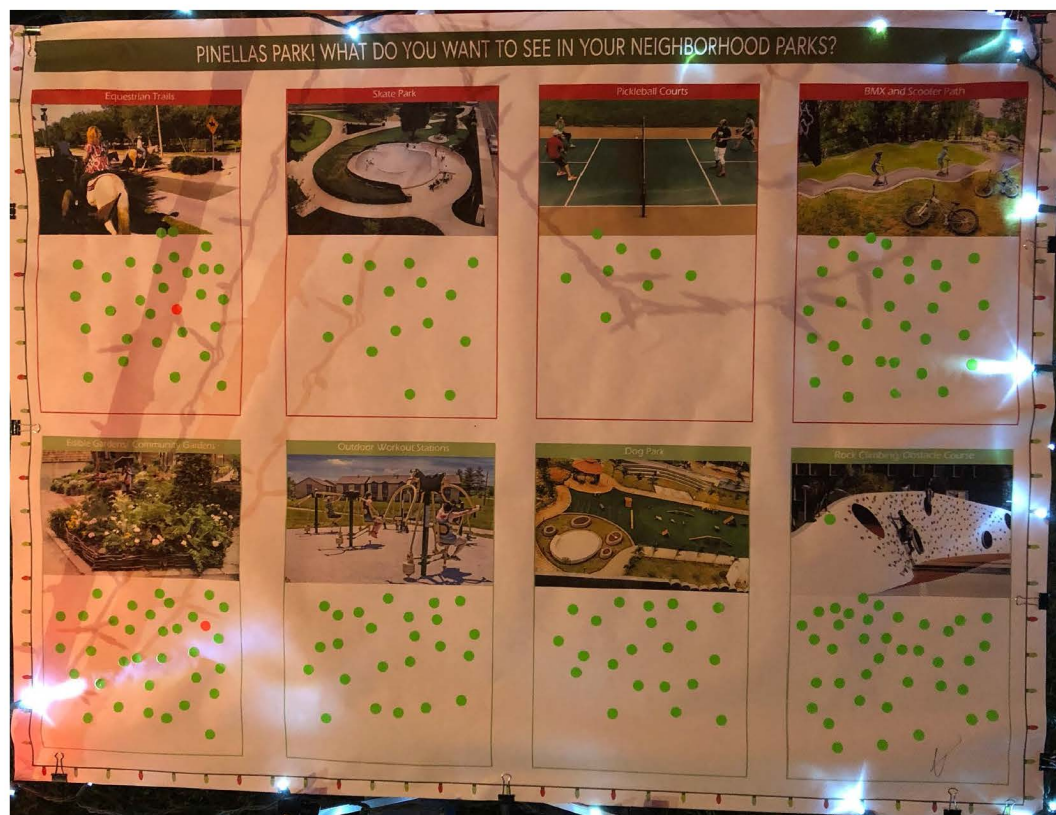 PINELLAS PARK! WHAT DO YOU WANT TO SEE IN YOUR NEIGHBORHOOD PARKS?
Equestrian Trails
Skate Park
Pickleball Courts
BMX and Scooter Path
Edible Gardens/ Community Gardens
Outdoor Workout Stations
Dog Park
Rock Climbing/Obstacle Course